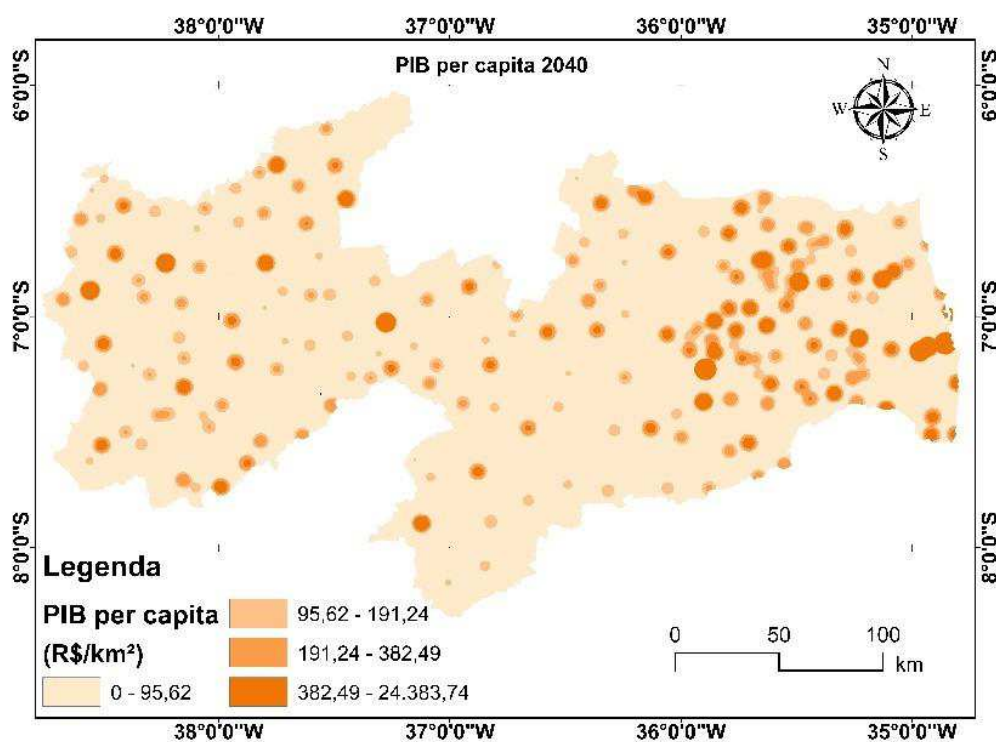 38°0'0"W 37°0'0"W 36°0'0"W 35°0'0"W
PIB per capita 2040
N
W E
S
6°0'0"S 6°0'0"S
7°0'0"S 7°0'0"S
8°0'0"S 8°0'0"S
Legenda
PIB per capita
(R$/km²)
0 - 95,62
95,62 - 191,24
191,24 - 382,49
382,49 - 24.383,74
0 50 100
km
38°0'0"W 37°0'0"W 36°0'0"W 35°0'0"W